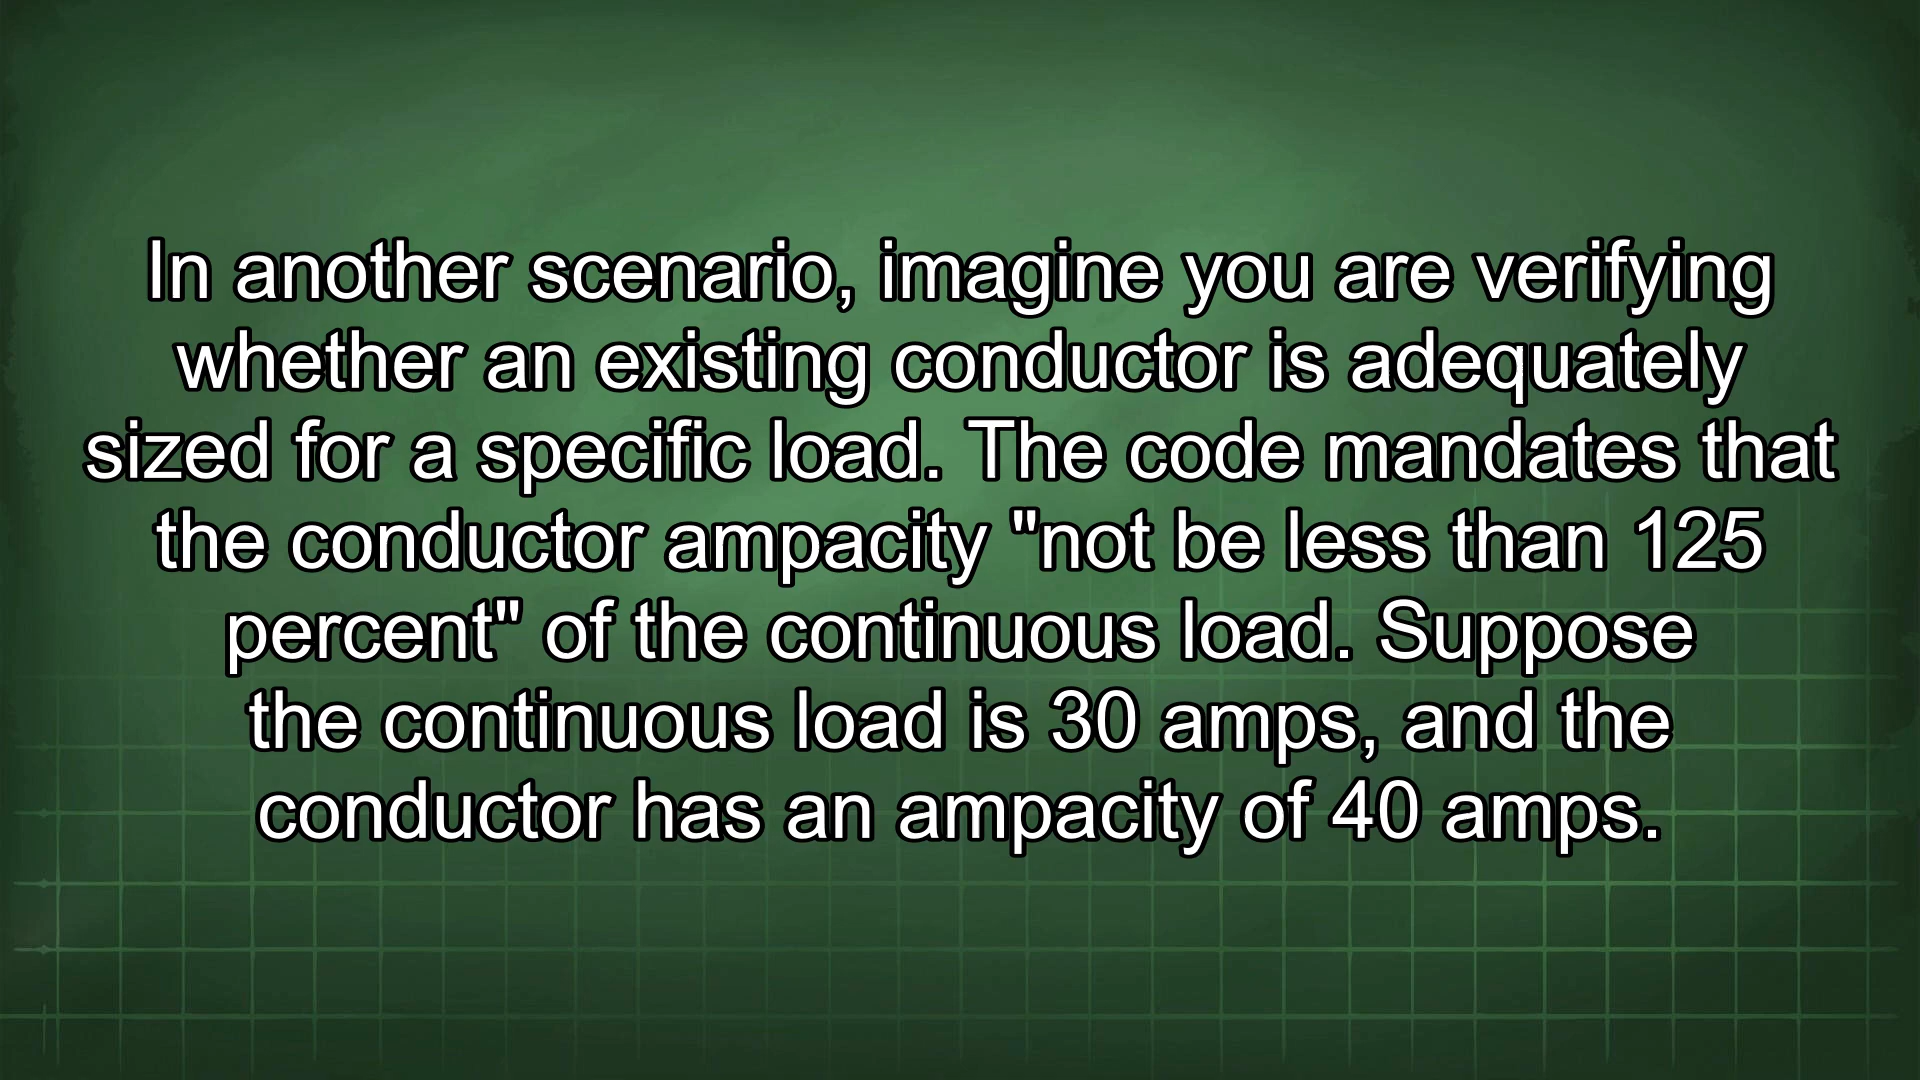 In another scenario, imagine you are verifying
whether an existing conductor is adequately
sized for a specific load. The code mandates that
the conductor ampacity "not be less than 125
percent" of the continuous load. Suppose
the continuous load is 30 amps, and the
conductor has an ampacity of 40 amps.